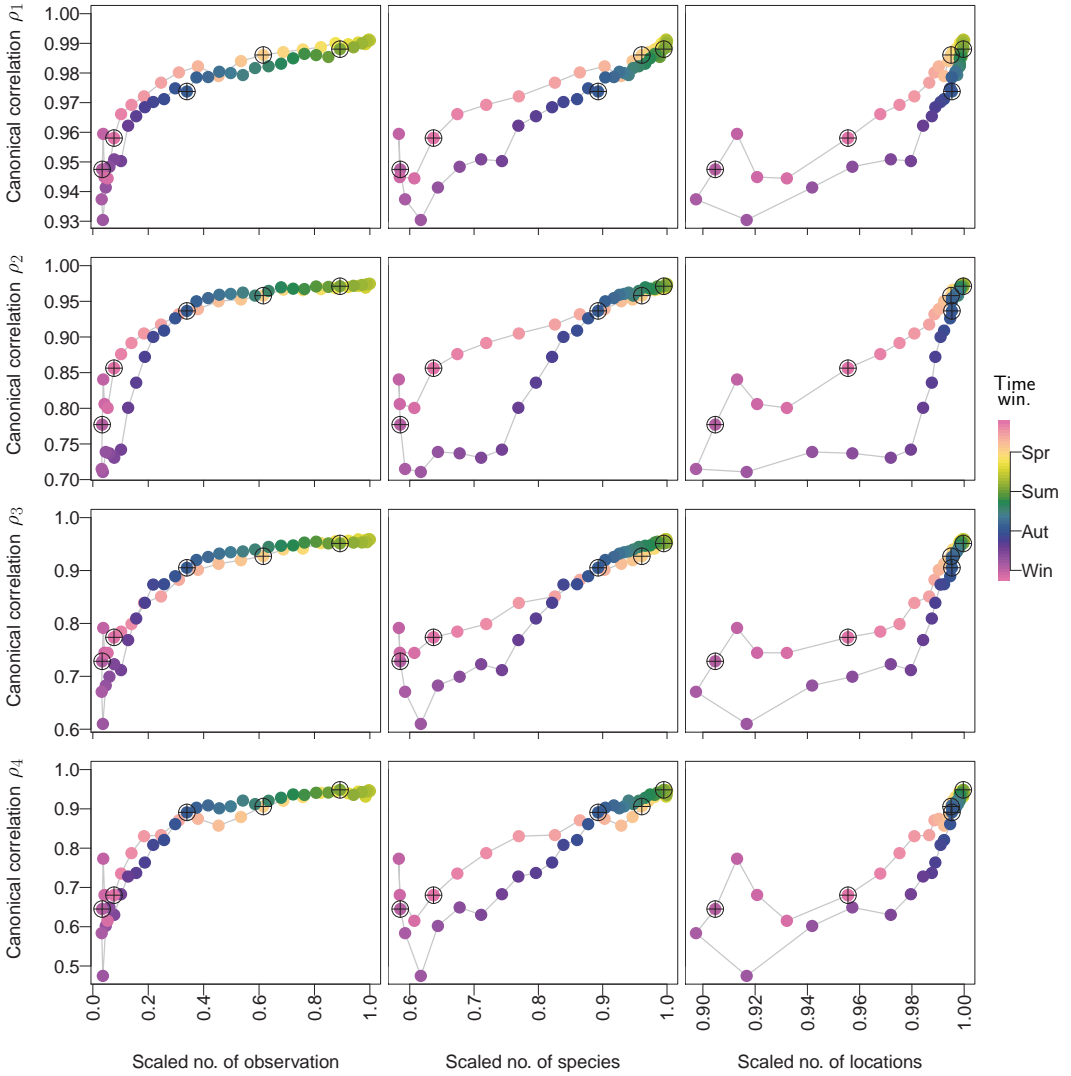 Canonical correlation ρ1
1.00
0.99
0.98
0.97
0.96
0.95
0.94
0.93
Canonical correlation ρ2
1.00
0.95
0.90
0.85
0.80
0.75
0.70
Time
win.
Spr
Sum
Aut
Win
Canonical correlation ρ3
1.0
0.9
0.8
0.7
0.6
Canonical correlation ρ4
1.0
0.9
0.8
0.7
0.6
0.5
0.0 0.2 0.4 0.6 0.8 1.0 0.6 0.7 0.8 0.9 1.0 0.90 0.92 0.94 0.96 0.98 1.00
Scaled no. of observation Scaled no. of species Scaled no. of locations